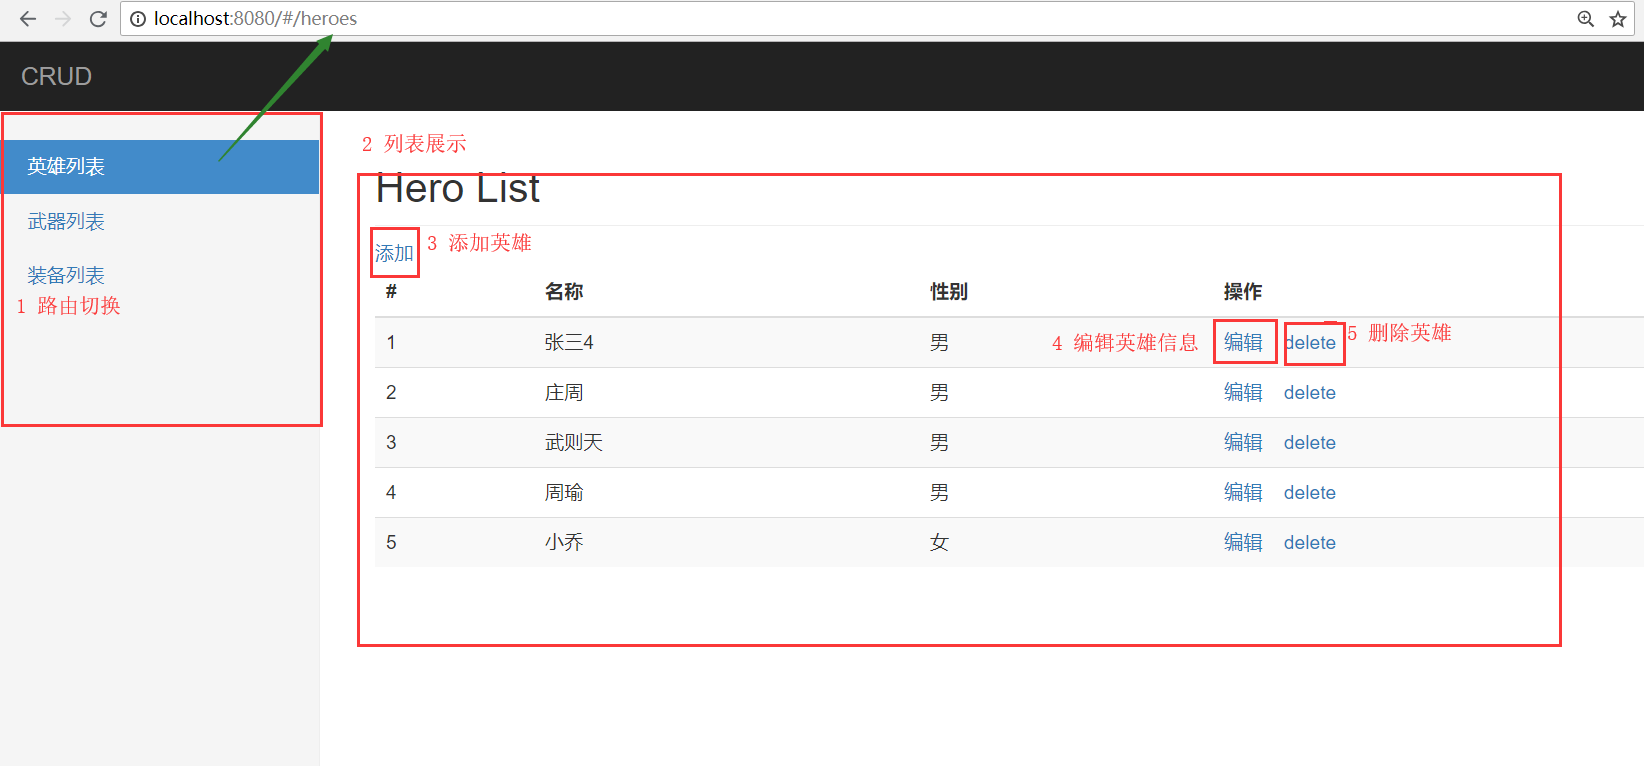 localhost:8080/#/heroes
CRUD
英雄列表
武器列表
装备列表
1 路由切换
2 列表展示
Hero List
添加 3 添加英雄
# 名称 性别 操作
1 张三4 男 4 编辑英雄信息 编辑 delete 5 删除英雄
2 庄周 男 编辑 delete
3 武则天 男 编辑 delete
4 周瑜 男 编辑 delete
5 小乔 女 编辑 delete